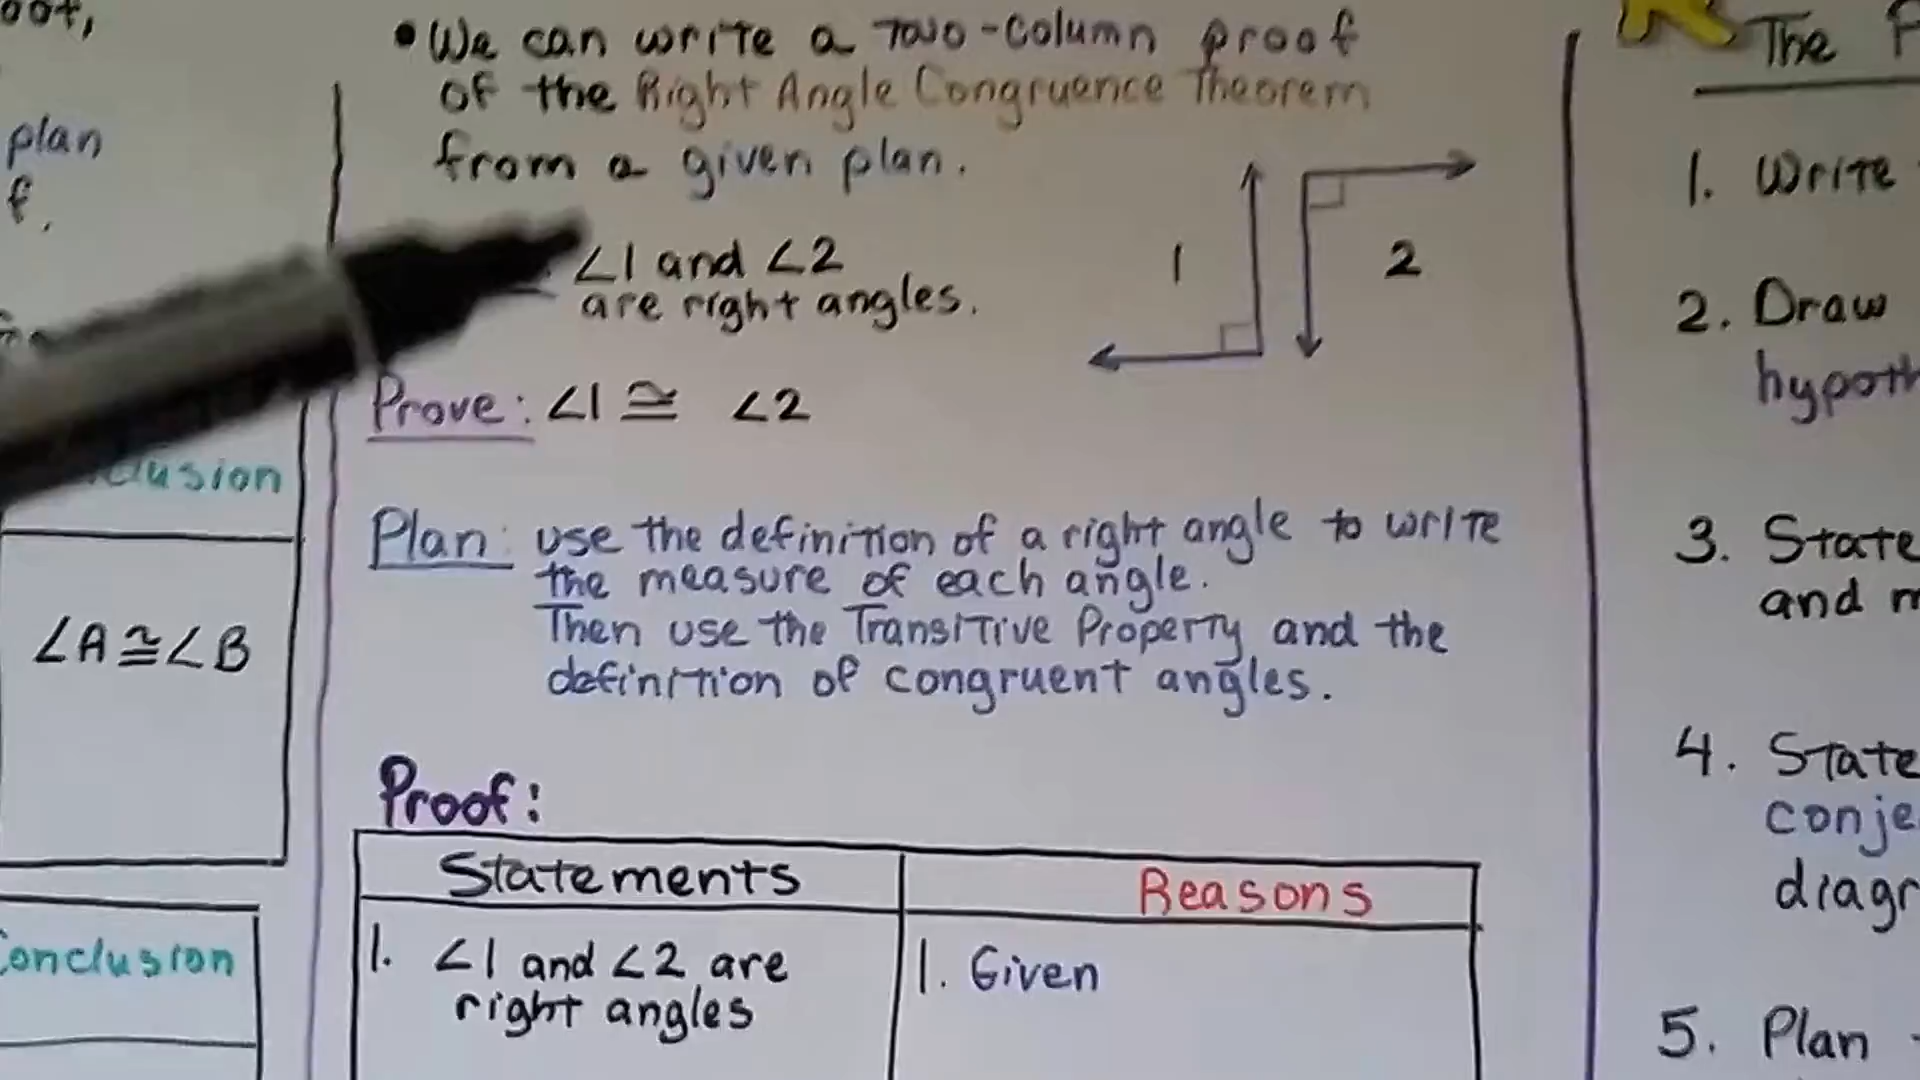 plan
f.
clusion
∠A ≅ ∠B
Conclusion
• We can write a Two-Column proof
of the Right Angle Congruence Theorem
from a given plan.
∠1 and ∠2
are right angles.
1
2
Prove: ∠1 ≅ ∠2
Plan: use the definition of a right angle to write
the measure of each angle.
Then use the Transitive Property and the
definition of congruent angles.
Proof:
Statements
Reasons
1. ∠1 and ∠2 are
right angles
1. Given
The
1. Write
2. Draw
hypoth
3. State
and
4. State
conje
diagr
5. Plan